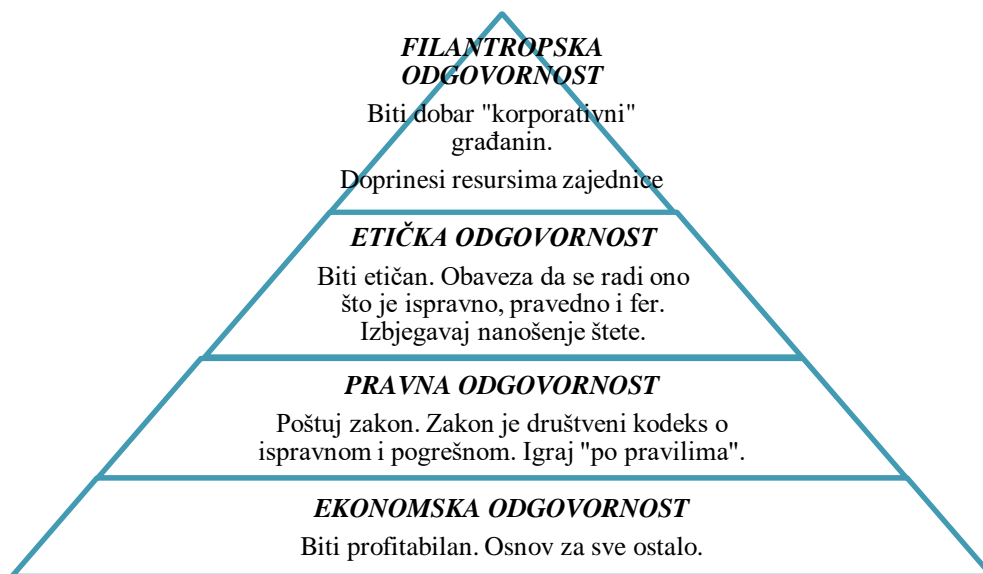 FILANTROPSKA
ODGOVORNOST
Biti dobar "korporativni"
građanin.
Doprinesi resursima zajednice
ETIČKA ODGOVORNOST
Biti etičan. Obaveza da se radi ono
što je ispravno, pravedno i fer.
Izbjegavaj nanošenje štete.
PRAVNA ODGOVORNOST
Poštuj zakon. Zakon je društveni kodeks o
ispravnom i pogrešnom. Igraj "po pravilima".
EKONOMSKA ODGOVORNOST
Biti profitabilan. Osnov za sve ostalo.